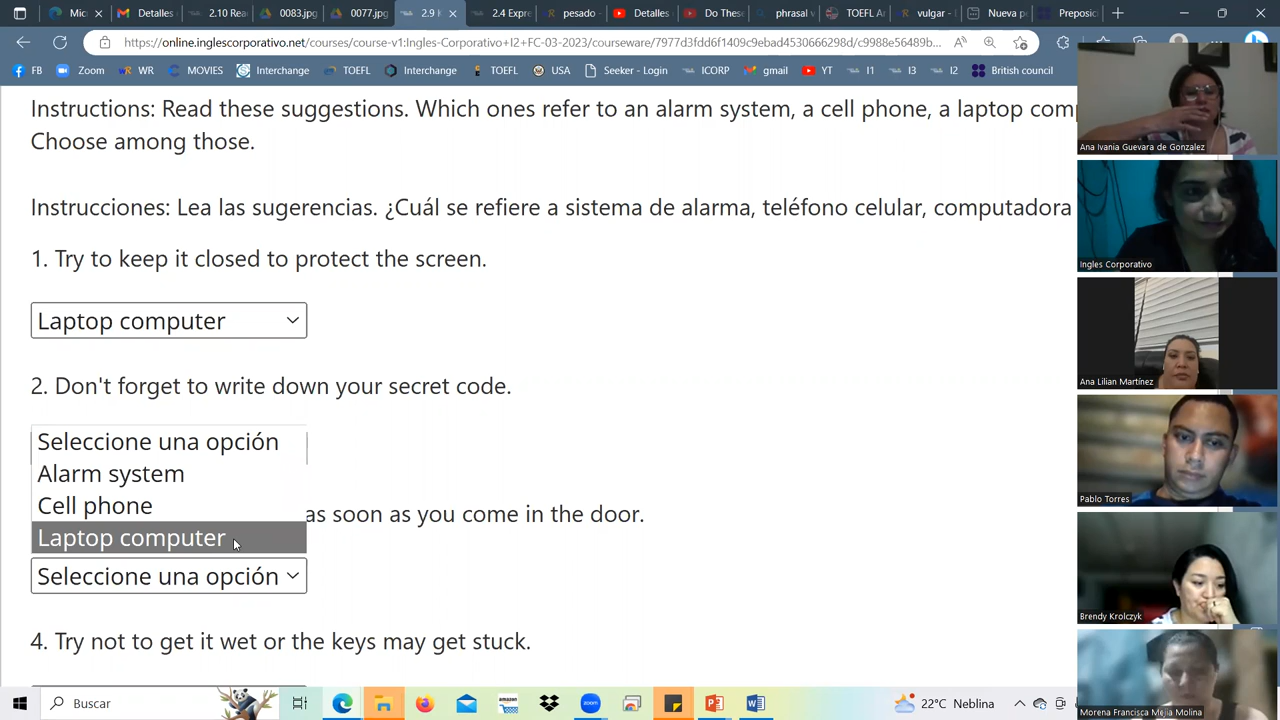 Mic
Detalles
2.10 Rea
0083.jpg
0077.jpg
2.9 I
2.4 Expre
pesado -
Detalles
Do These
phrasal v
TOEFL Ar
vulgar -
Nueva p
Preposic
https://online.inglescorporativo.net/courses/course-v1:Ingles-Corporativo+I2+FC-03-2023/courseware/7977d3fdd6f1409c9ebad4530666298d/c9988e56489b...
FB
Zoom
WR
MOVIES
Interchange
TOEFL
Interchange
TOEFL
USA
Seeker - Login
ICORP
gmail
YT
I1
I3
I2
British council
Instructions: Read these suggestions. Which ones refer to an alarm system, a cell phone, a laptop comp
Choose among those.
Instrucciones: Lea las sugerencias. ¿Cuál se refiere a sistema de alarma, teléfono celular, computadora
1. Try to keep it closed to protect the screen.
Laptop computer
2. Don't forget to write down your secret code.
Seleccione una opción
Alarm system
Cell phone
Laptop computer
as soon as you come in the door.
Seleccione una opción
4. Try not to get it wet or the keys may get stuck.
Ana Ivania Guevara de Gonzalez
Ingles Corporativo
Ana Lilian Martínez
Pablo Torres
Brendy Krolczyk
Morena Francisca Mejia Molina
Buscar
amazon
zoom
22°C Neblina